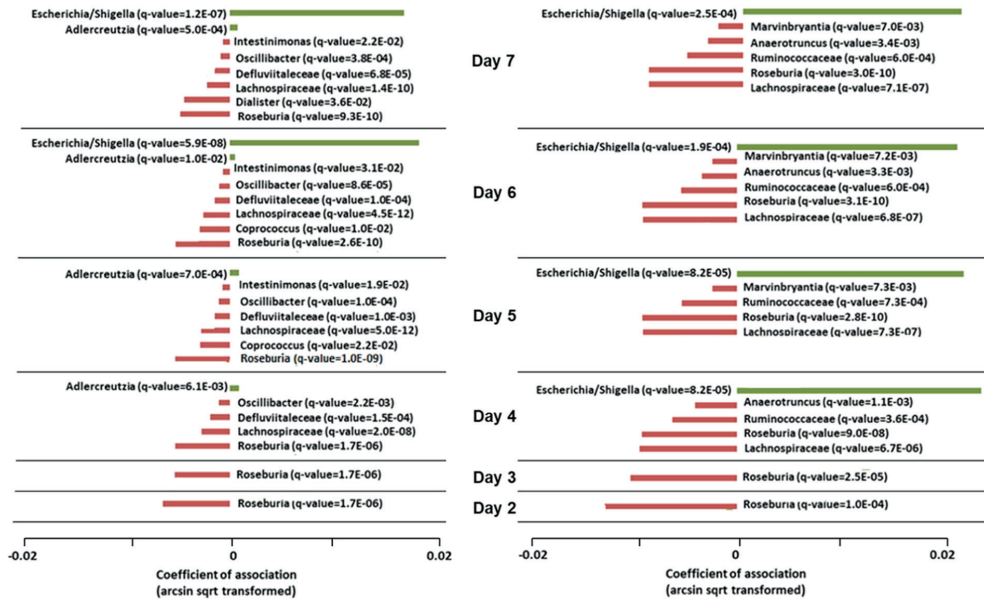 Escherichia/Shigella (q-value=1.2E-07)
Adlercreutzia (q-value=5.0E-04)
Intestinimonas (q-value=2.2E-02)
Oscillibacter (q-value=3.8E-04)
Defluviitaleceae (q-value=6.8E-05)
Lachnospiraceae (q-value=1.4E-10)
Dialister (q-value=3.6E-02)
Roseburia (q-value=9.3E-10)
Day 7
Escherichia/Shigella (q-value=2.5E-04)
Marvinbryantia (q-value=7.0E-03)
Anaerotruncus (q-value=3.4E-03)
Ruminococcaceae (q-value=6.0E-04)
Roseburia (q-value=3.0E-10)
Lachnospiraceae (q-value=7.1E-07)
Escherichia/Shigella (q-value=5.9E-08)
Adlercreutzia (q-value=1.0E-02)
Intestinimonas (q-value=3.1E-02)
Oscillibacter (q-value=8.6E-05)
Defluviitaleceae (q-value=1.0E-04)
Lachnospiraceae (q-value=4.5E-12)
Coprococcus (q-value=1.0E-02)
Roseburia (q-value=2.6E-10)
Day 6
Escherichia/Shigella (q-value=1.9E-04)
Marvinbryantia (q-value=7.2E-03)
Anaerotruncus (q-value=3.3E-03)
Ruminococcaceae (q-value=6.0E-04)
Roseburia (q-value=3.1E-10)
Lachnospiraceae (q-value=6.8E-07)
Adlercreutzia (q-value=7.0E-04)
Intestinimonas (q-value=1.9E-02)
Oscillibacter (q-value=1.0E-04)
Defluviitaleceae (q-value=1.0E-03)
Lachnospiraceae (q-value=5.0E-12)
Coprococcus (q-value=2.2E-02)
Roseburia (q-value=1.0E-09)
Day 5
Escherichia/Shigella (q-value=8.2E-05)
Marvinbryantia (q-value=7.3E-03)
Ruminococcaceae (q-value=7.3E-04)
Roseburia (q-value=2.8E-10)
Lachnospiraceae (q-value=7.3E-07)
Adlercreutzia (q-value=6.1E-03)
Oscillibacter (q-value=2.2E-03)
Defluviitaleceae (q-value=1.5E-04)
Lachnospiraceae (q-value=2.0E-08)
Roseburia (q-value=1.7E-06)
Day 4
Escherichia/Shigella (q-value=8.2E-05)
Anaerotruncus (q-value=1.1E-03)
Ruminococcaceae (q-value=3.6E-04)
Roseburia (q-value=9.0E-08)
Lachnospiraceae (q-value=6.7E-06)
Roseburia (q-value=1.7E-06)
Day 3
Roseburia (q-value=2.5E-05)
Roseburia (q-value=1.7E-06)
Day 2
Roseburia (q-value=1.0E-04)
-0.02 0 0.02
Coefficient of association
(arcsin sqrt transformed)
-0.02 0 0.02
Coefficient of association
(arcsin sqrt transformed)